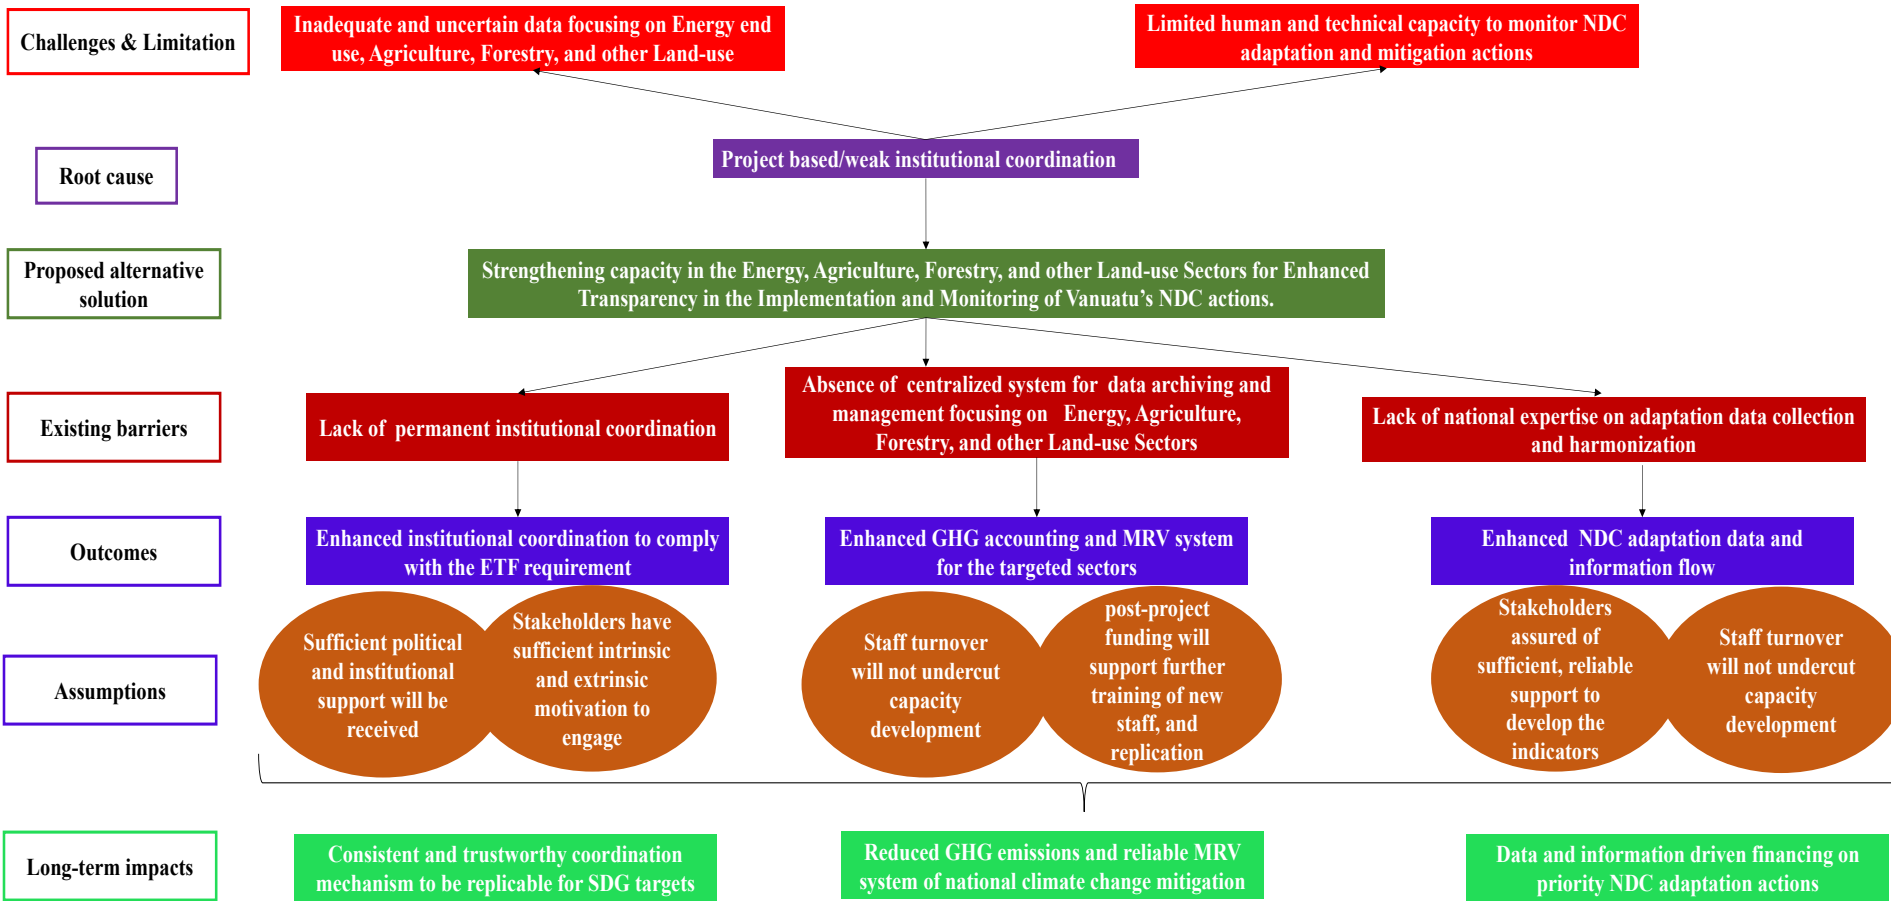 Challenges & Limitation
Inadequate and uncertain data focusing on Energy end
use, Agriculture, Forestry, and other Land-use
Limited human and technical capacity to monitor NDC
adaptation and mitigation actions
Root cause
Project based/weak institutional coordination
Proposed alternative
solution
Strengthening capacity in the Energy, Agriculture, Forestry, and other Land-use Sectors for Enhanced
Transparency in the Implementation and Monitoring of Vanuatu's NDC actions.
Existing barriers
Lack of permanent institutional coordination
Absence of centralized system for data archiving and
management focusing on Energy, Agriculture,
Forestry, and other Land-use Sectors
Lack of national expertise on adaptation data collection
and harmonization
Outcomes
Enhanced institutional coordination to comply
with the ETF requirement
Enhanced GHG accounting and MRV system
for the targeted sectors
Enhanced NDC adaptation data and
information flow
Assumptions
Sufficient political
and institutional
support will be
received
Stakeholders have
sufficient intrinsic
and extrinsic
motivation to
engage
Staff turnover
will not undercut
capacity
development
post-project
funding will
support further
training of new
staff, and
replication
Stakeholders
assured of
sufficient, reliable
support to
develop the
indicators
Staff turnover
will not undercut
capacity
development
Long-term impacts
Consistent and trustworthy coordination
mechanism to be replicable for SDG targets
Reduced GHG emissions and reliable MRV
system of national climate change mitigation
Data and information driven financing on
priority NDC adaptation actions